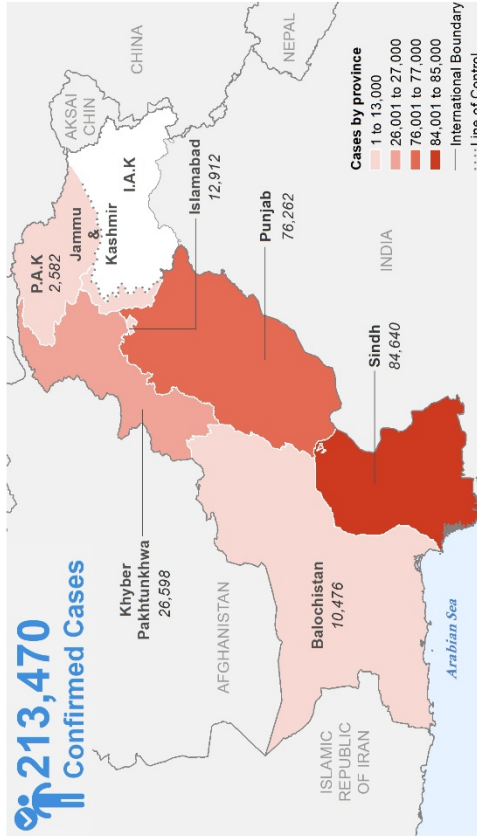 213,470
Confirmed Cases
AKSAI
CHIN
CHINA
NEPAL
P.A.K
2,582
Jammu
&
Kashmir
I.A.K
Islamabad
12,912
Khyber
Pakhtunkhwa
26,598
Punjab
76,262
AFGHANISTAN
INDIA
Balochistan
10,476
Sindh
84,640
ISLAMIC
REPUBLIC
OF IRAN
Arabian Sea
Cases by province
1 to 13,000
26,001 to 27,000
76,001 to 77,000
84,001 to 85,000
International Boundary
Line of Control